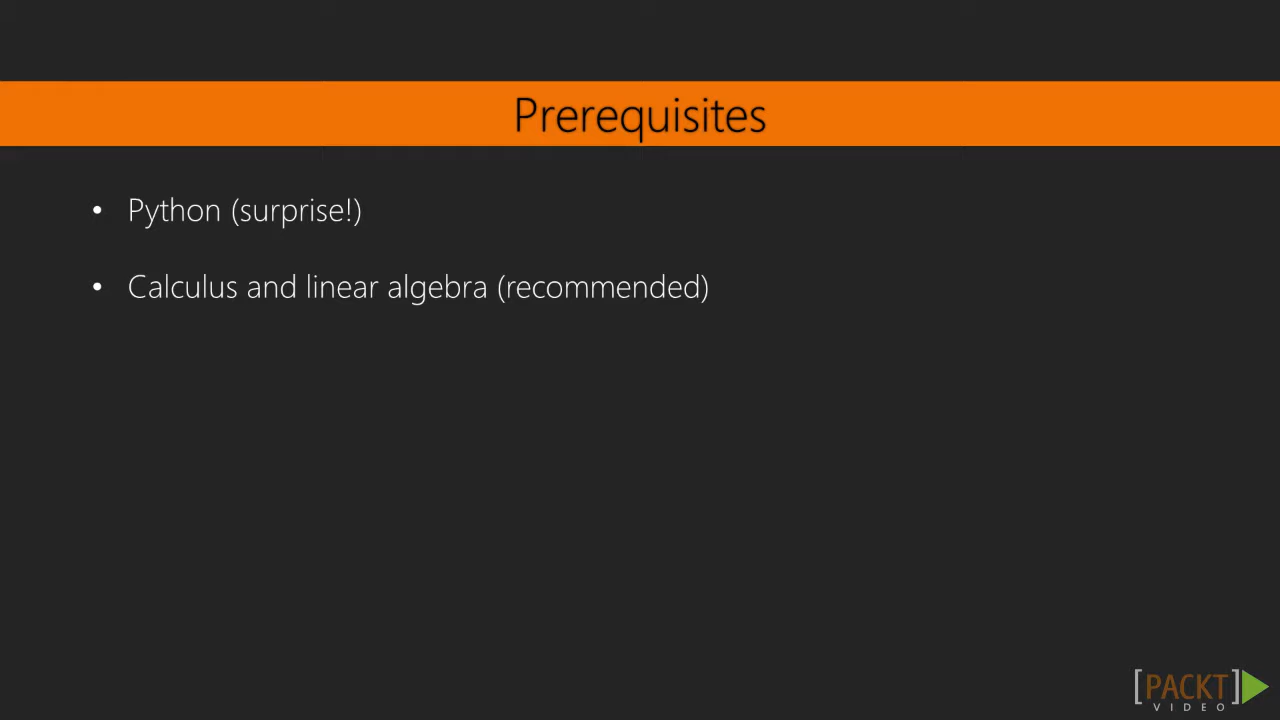 Prerequisites
• Python (surprise!)
• Calculus and linear algebra (recommended)
[PACKT]
VIDEO